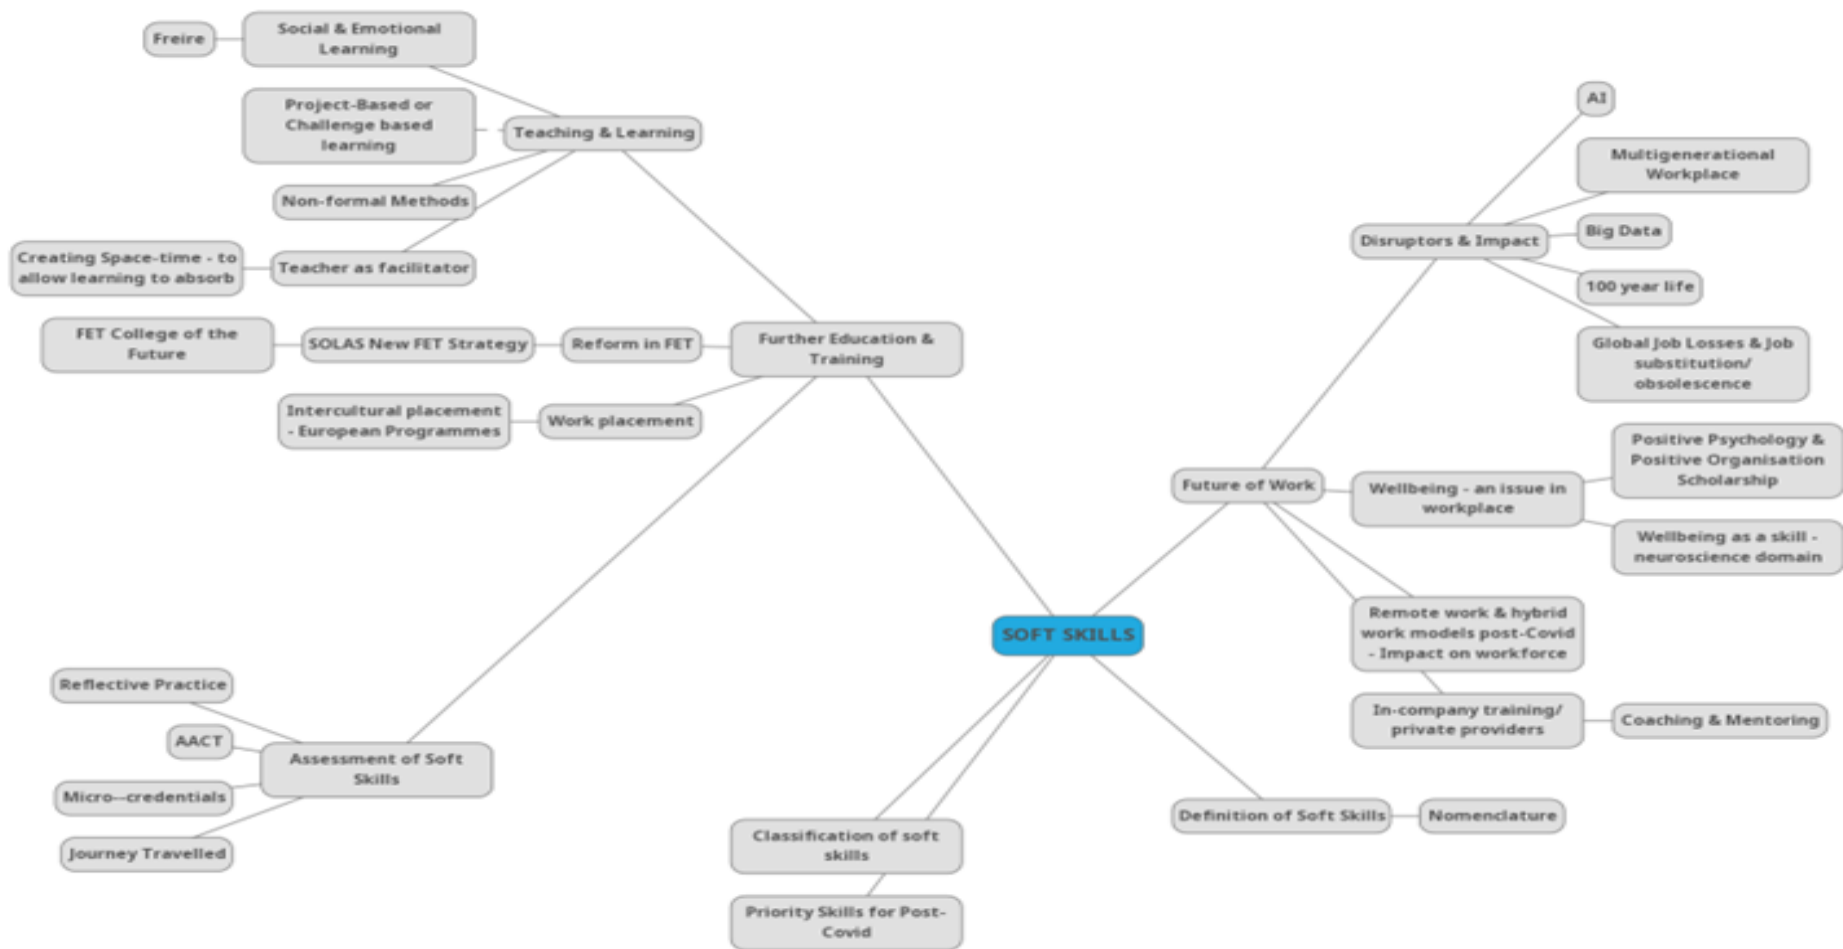 Freire
Social & Emotional
Learning
Project-Based or
Challenge based
learning
Teaching & Learning
Non-formal Methods
Creating Space-time - to
allow learning to absorb
Teacher as facilitator
FET College of the
Future
SOLAS New FET Strategy
Reform in FET
Further Education &
Training
Intercultural placement
- European Programmes
Work placement
Reflective Practice
AACT
Micro--credentials
Journey Travelled
Assessment of Soft
Skills
SOFT SKILLS
Classification of soft
skills
Priority Skills for Post-
Covid
AI
Multigenerational
Workplace
Disruptors & Impact
Big Data
100 year life
Global Job Losses & Job
substitution/
obsolescence
Future of Work
Wellbeing - an issue in
workplace
Positive Psychology &
Positive Organisation
Scholarship
Wellbeing as a skill -
neuroscience domain
Remote work & hybrid
work models post-Covid
- Impact on workforce
In-company training/
private providers
Coaching & Mentoring
Definition of Soft Skills
Nomenclature